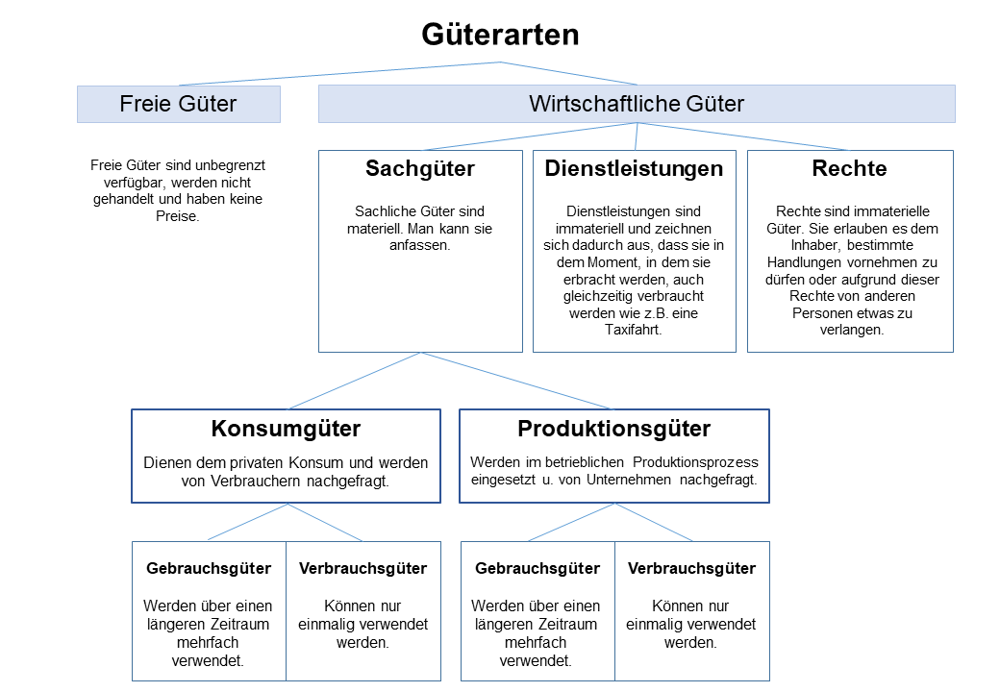 Güterarten
Freie Güter
Wirtschaftliche Güter
Freie Güter sind unbegrenzt
verfügbar, werden nicht
gehandelt und haben keine
Preise.
Sachgüter
Sachliche Güter sind
materiell. Man kann sie
anfassen.
Dienstleistungen
Dienstleistungen sind
immateriell und zeichnen
sich dadurch aus, dass sie in
dem Moment, in dem sie
erbracht werden, auch
gleichzeitig verbraucht
werden wie z.B. eine
Taxifahrt.
Rechte
Rechte sind immaterielle
Güter. Sie erlauben es dem
Inhaber, bestimmte
Handlungen vornehmen zu
dürfen oder aufgrund dieser
Rechte von anderen
Personen etwas zu
verlangen.
Konsumgüter
Dienen dem privaten Konsum und werden
von Verbrauchern nachgefragt.
Produktionsgüter
Werden im betrieblichen Produktionsprozess
eingesetzt u. von Unternehmen nachgefragt.
Gebrauchsgüter
Werden über einen
längeren Zeitraum
mehrfach
verwendet.
Verbrauchsgüter
Können nur
einmalig verwendet
werden.
Gebrauchsgüter
Werden über einen
längeren Zeitraum
mehrfach
verwendet.
Verbrauchsgüter
Können nur
einmalig verwendet
werden.